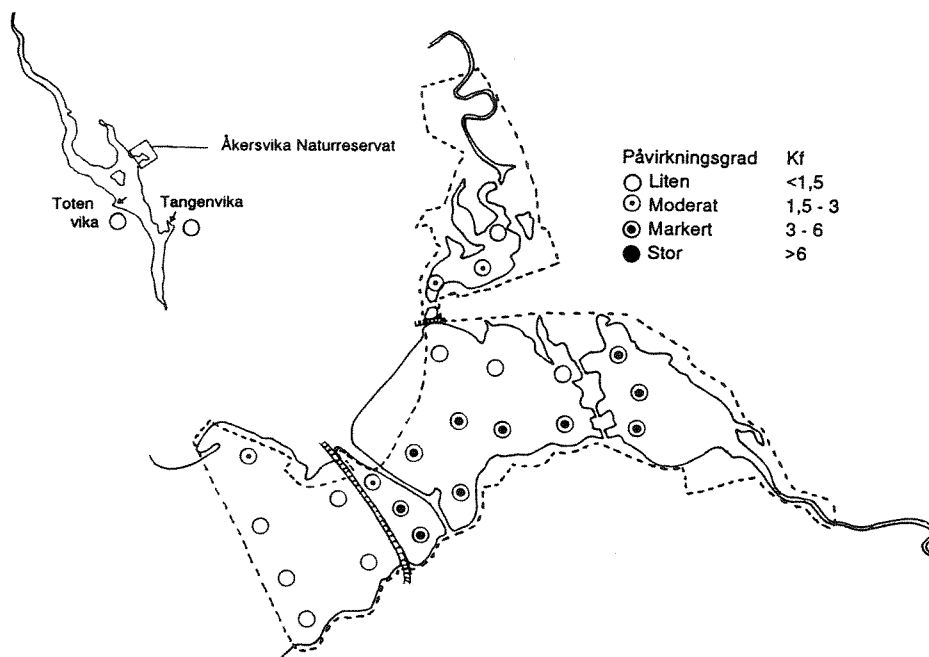 Åkersvika Naturreservat
Toten
vika
Tangenvika
Påvirkningsgrad Kf
Liten <1,5
Moderat 1,5 - 3
Markert 3 - 6
Stor >6